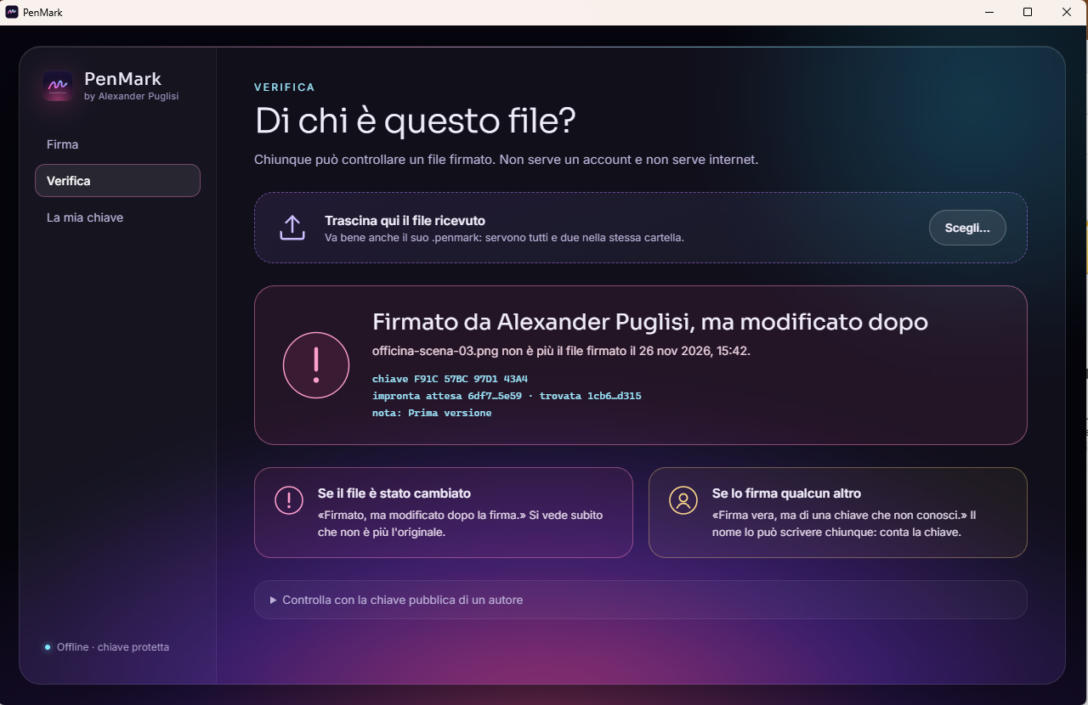 PenMark
PenMark
by Alexander Puglisi
Firma
Verifica
La mia chiave
Offline · chiave protetta
VERIFICA
Di chi è questo file?
Chiunque può controllare un file firmato. Non serve un account e non serve internet.
Trascina qui il file ricevuto
Va bene anche il suo .penmark: servono tutti e due nella stessa cartella.
Scegli...
Firmato da Alexander Puglisi, ma modificato dopo
officina-scena-03.png non è più il file firmato il 26 nov 2026, 15:42.
chiave F91C 57BC 97D1 43A4
impronta attesa 6df7…5e59 · trovata 1cb6…d315
nota: Prima versione
Se il file è stato cambiato
«Firmato, ma modificato dopo la firma.» Si vede subito
che non è più l'originale.
Se lo firma qualcun altro
«Firma vera, ma di una chiave che non conosci.» Il
nome lo può scrivere chiunque: conta la chiave.
Controlla con la chiave pubblica di un autore